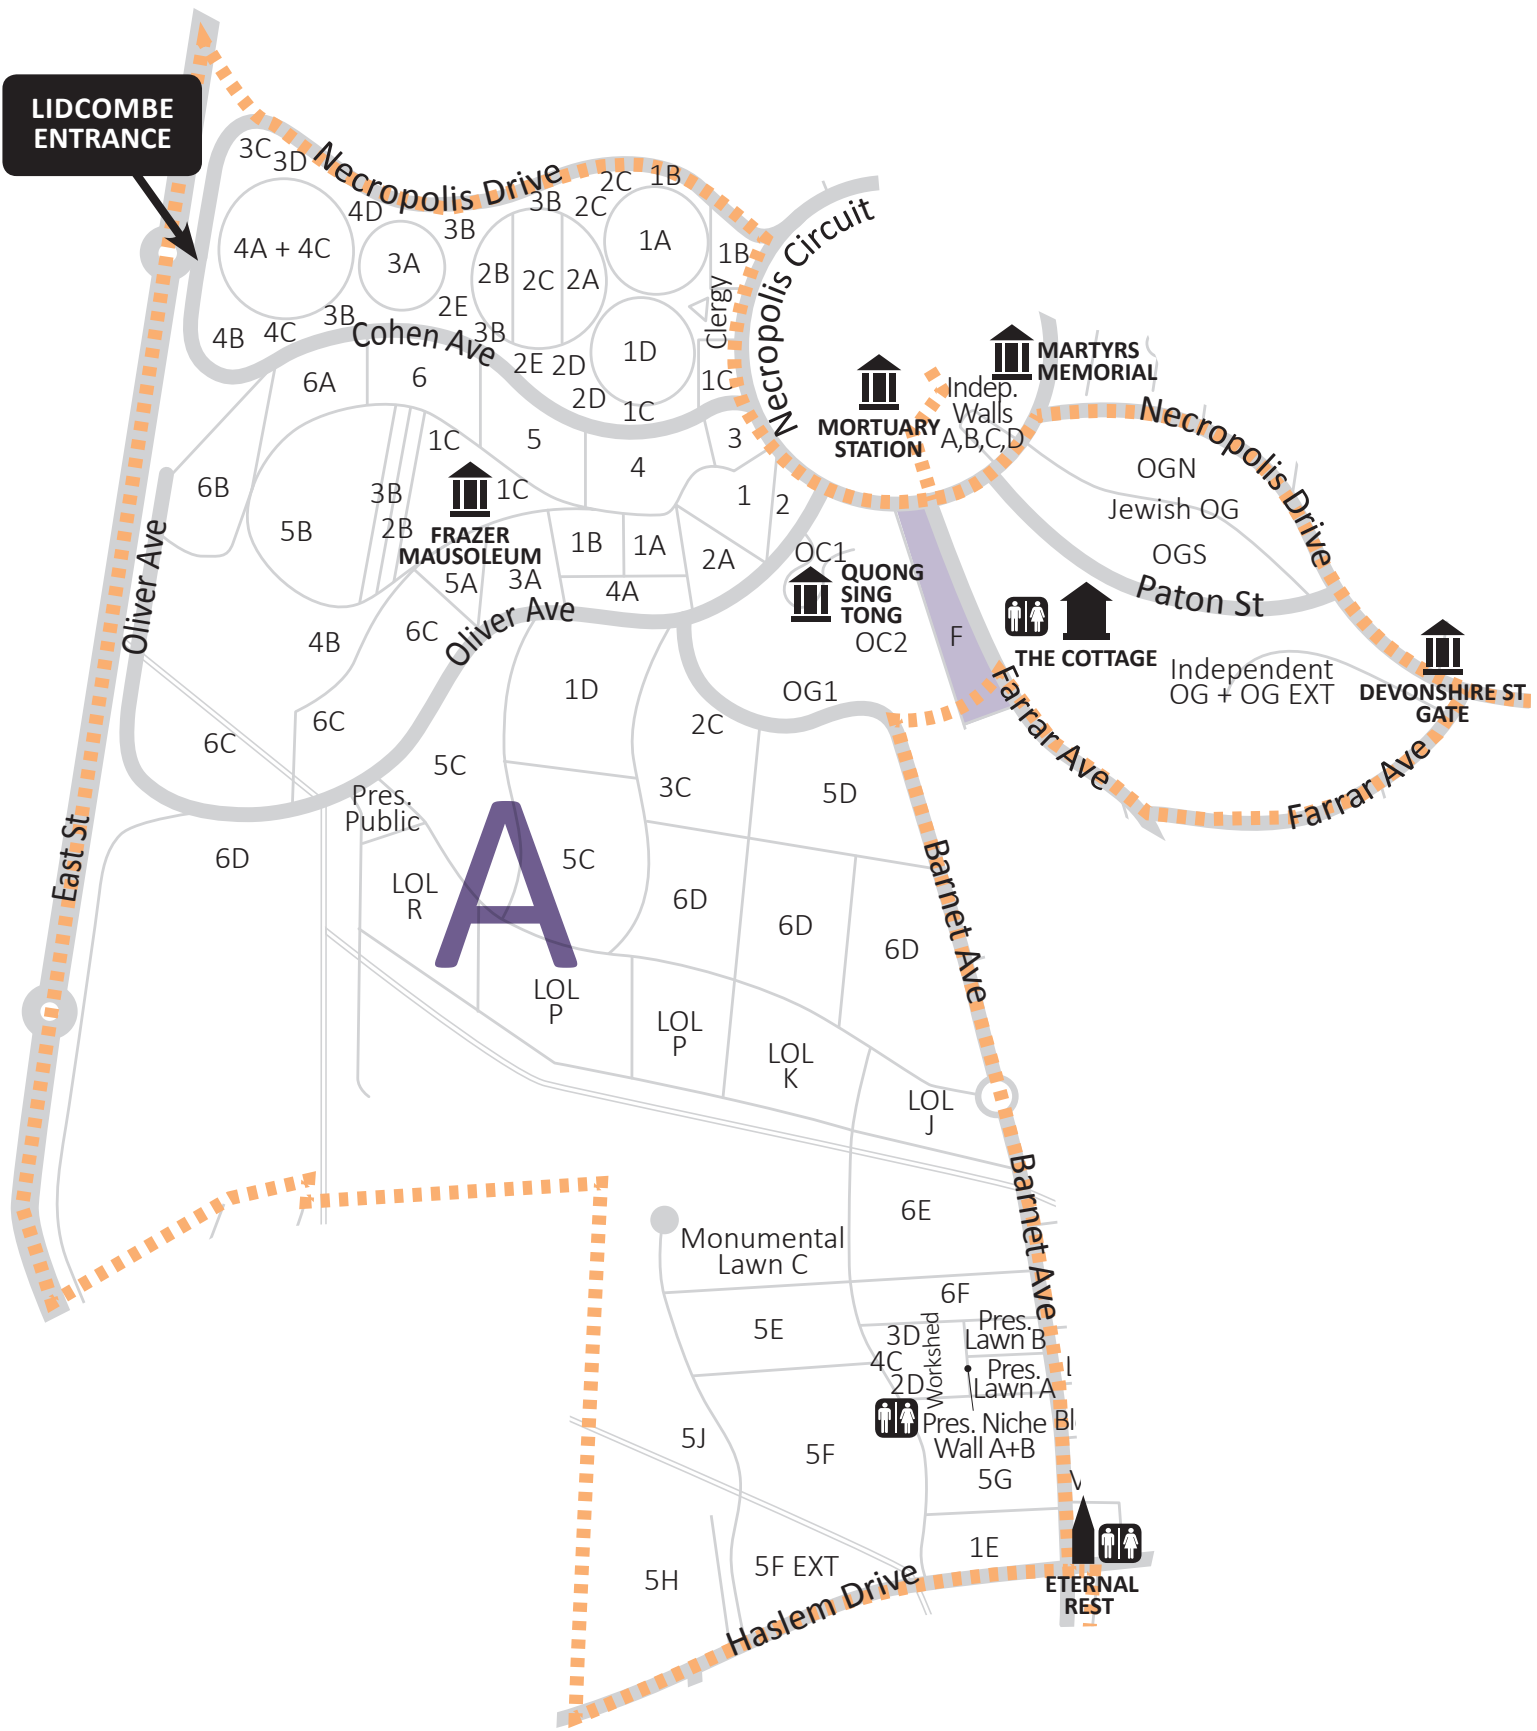 LIDCOMBE
ENTRANCE
3C
3D
Necropolis Drive
2C
1B
4D
3B
2C
3B
1A
Necropolis Circuit
4A + 4C
3A
2B
2C
2A
1B
Clergy
2E
3B
4B
4C
Cohen Ave
3B
2E
2D
1D
6A
6
1C
2D
1C
MARTYRS
MEMORIAL
Indep.
Walls
A,B,C,D
MORTUARY
STATION
Necropolis Drive
1C
5
3
4
OGN
6B
3B
1C
1
2
Jewish OG
5B
2B
FRAZER
MAUSOLEUM
1B
1A
2A
OC1
OGS
Oliver Ave
5A
3A
4A
QUONG
SING
TONG
Paton St
4B
6C
Oliver Ave
OC2
F
THE COTTAGE
Independent
OG + OG EXT
DEVONSHIRE ST
GATE
1D
OG1
6C
6C
2C
Farrar Ave
Farrar Ave
5C
3C
5D
Pres.
Public
East St
6D
A
5C
Barnet Ave
LOL
R
6D
6D
6D
LOL
P
LOL
P
LOL
K
LOL
J
Barnet Ave
6E
Monumental
Lawn C
6F
5E
3D
Workshed
Pres.
Lawn B
4C
2D
Pres.
Lawn A
Pres. Niche
Wall A+B
Bl
5J
5F
5G
1E
5F EXT
5H
Haslem Drive
ETERNAL
REST